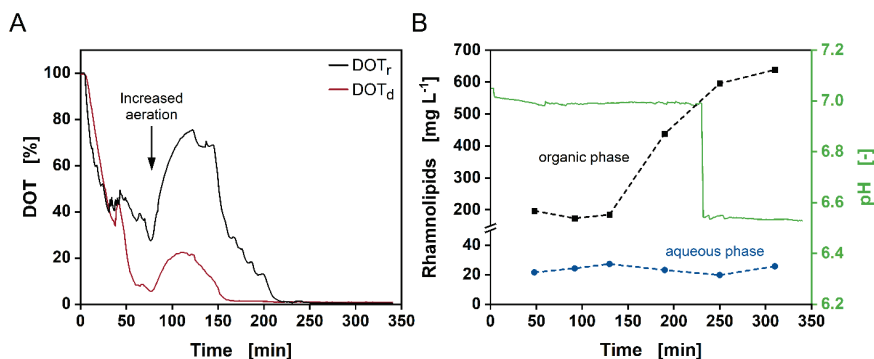 A
100
80
60
40
20
0
DOT [%]
0
50
100
150
200
250
300
350
Time [min]
Increased
aeration
DOTr
DOTd
B
700
600
500
400
300
200
40
20
0
Rhamnolipids [mg L-1]
0
50
100
150
200
250
300
350
Time [min]
organic phase
aqueous phase
7.2
7.0
6.8
6.6
6.4
6.2
pH [-]